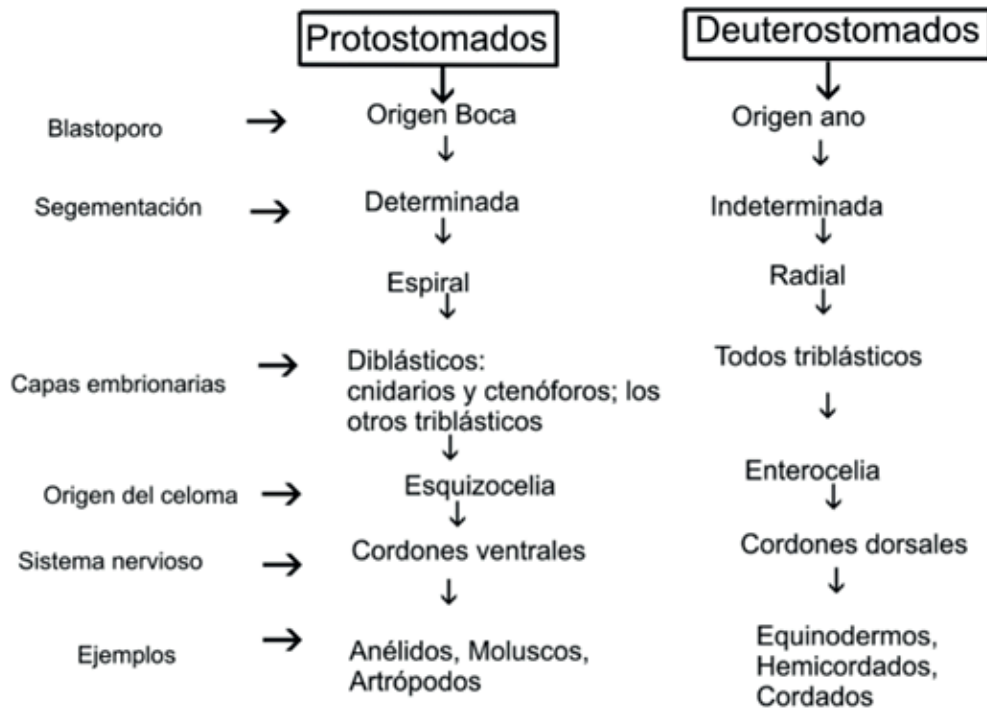 Protostomados
Deuterostomados
Blastoporo
Origen Boca
Origen ano
Segementación
Determinada
Indeterminada
Espiral
Radial
Capas embrionarias
Diblásticos:
cnidarios y ctenóforos; los
otros triblásticos
Todos triblásticos
Origen del celoma
Esquizocelia
Enterocelia
Sistema nervioso
Cordones ventrales
Cordones dorsales
Ejemplos
Anélidos, Moluscos,
Artrópodos
Equinodermos,
Hemicordados,
Cordados